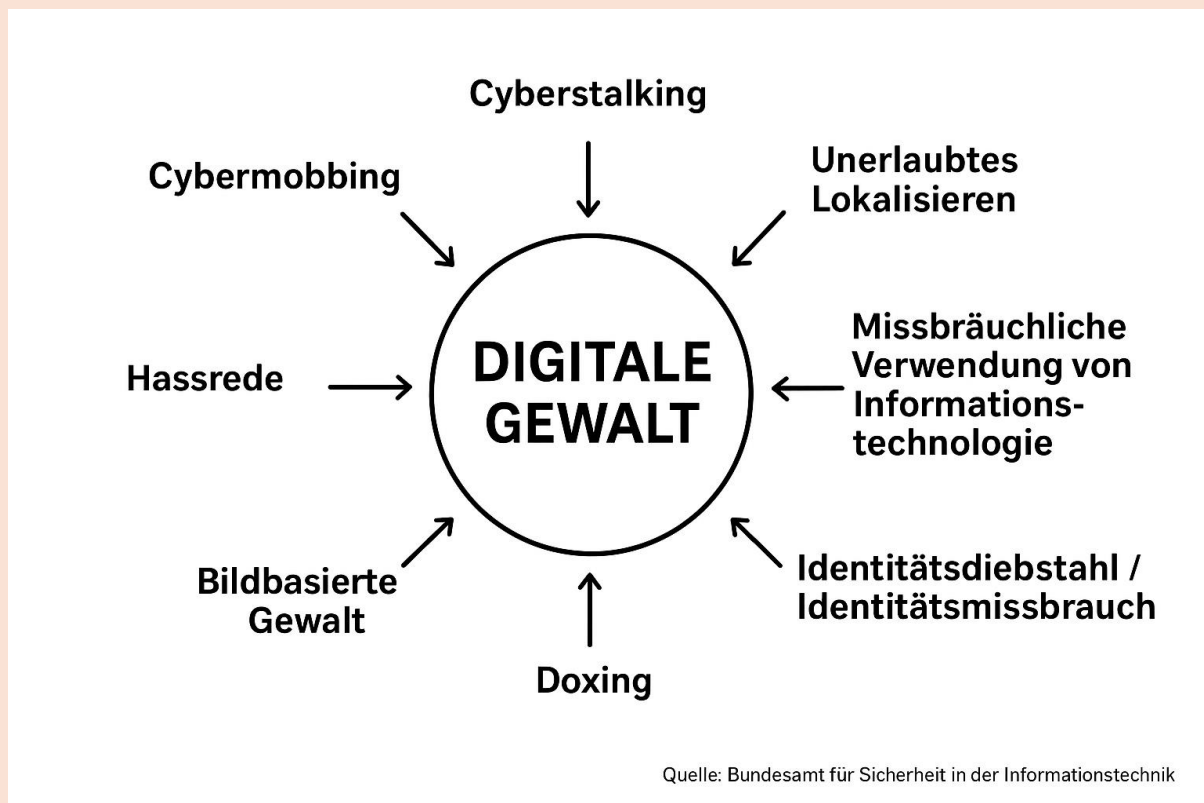 Cyberstalking
Cybermobbing
Unerlaubtes
Lokalisieren
Hassrede
DIGITALE
GEWALT
Missbräuchliche
Verwendung von
Informations-
technologie
Bildbasierte
Gewalt
Identitätsdiebstahl /
Identitätsmissbrauch
Doxing
Quelle: Bundesamt für Sicherheit in der Informationstechnik